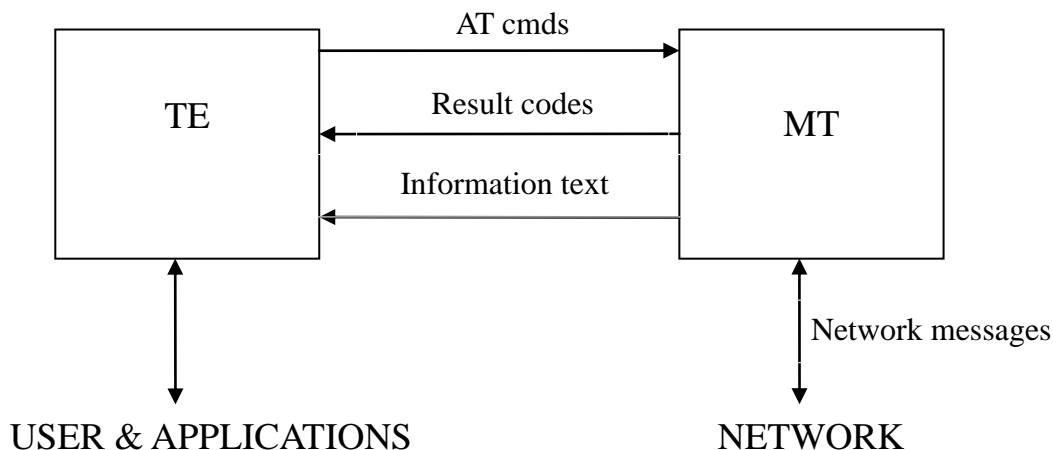 AT cmds
TE
MT
Result codes
Information text
Network messages
USER & APPLICATIONS
NETWORK